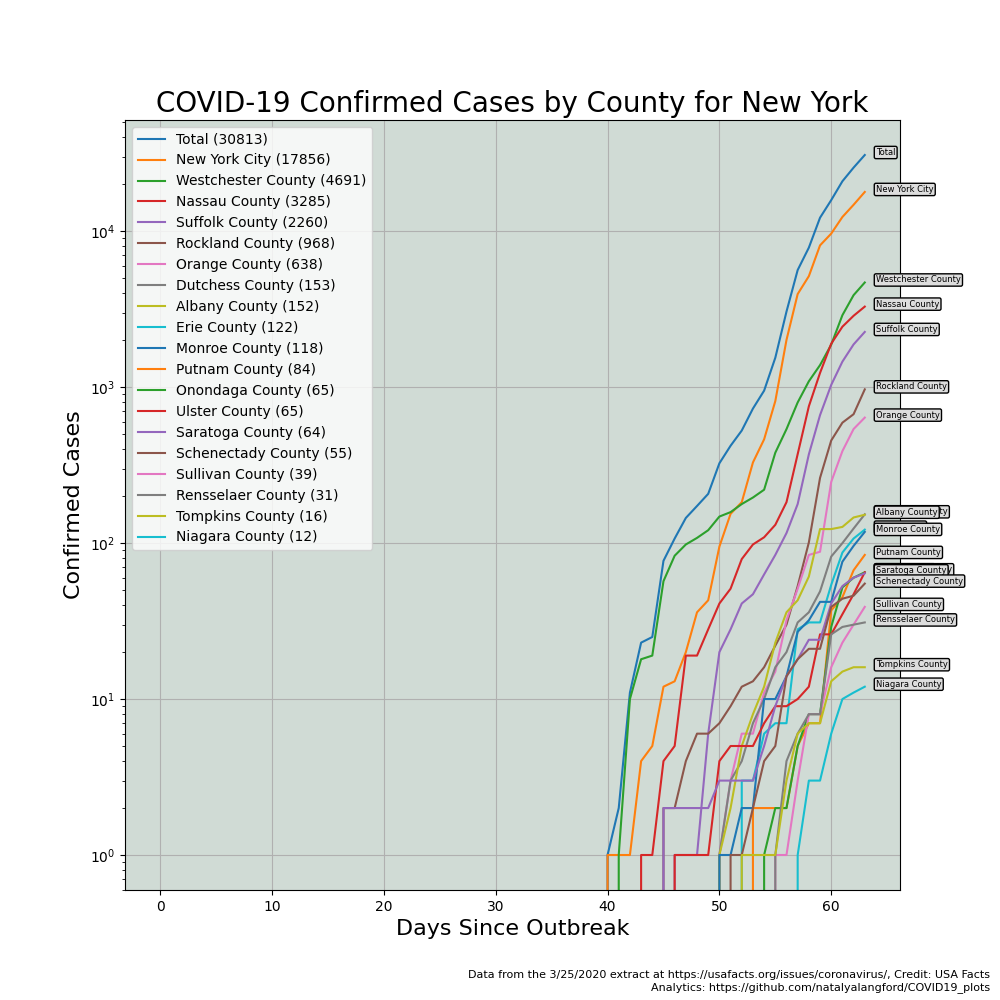 COVID-19 Confirmed Cases by County for New York
Total (30813)
New York City (17856)
Westchester County (4691)
Nassau County (3285)
Suffolk County (2260)
Rockland County (968)
Orange County (638)
Dutchess County (153)
Albany County (152)
Erie County (122)
Monroe County (118)
Putnam County (84)
Onondaga County (65)
Ulster County (65)
Saratoga County (64)
Schenectady County (55)
Sullivan County (39)
Rensselaer County (31)
Tompkins County (16)
Niagara County (12)
Total
New York City
Westchester County
Nassau County
Suffolk County
Rockland County
Orange County
Albany County
Monroe County
Putnam County
Saratoga County
Schenectady County
Sullivan County
Rensselaer County
Tompkins County
Niagara County
Confirmed Cases
10⁴
10³
10²
10¹
10⁰
0 10 20 30 40 50 60
Days Since Outbreak
Data from the 3/25/2020 extract at https://usafacts.org/issues/coronavirus/, Credit: USA Facts
Analytics: https://github.com/natalyalangford/COVID19_plots